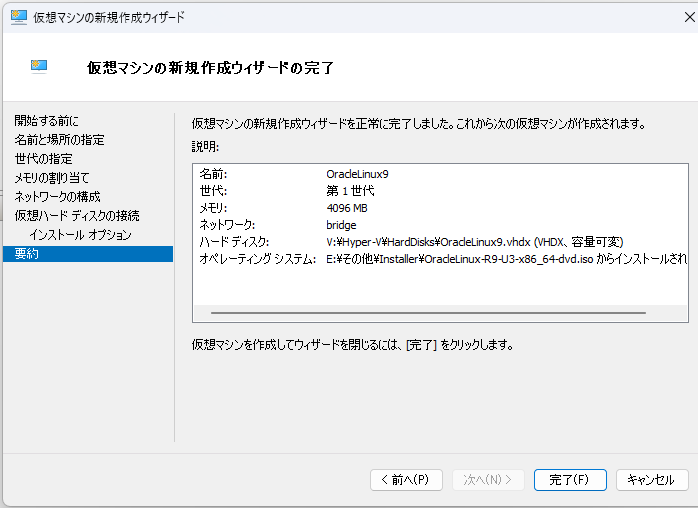 仮想マシンの新規作成ウィザード
仮想マシンの新規作成ウィザードの完了
開始する前に
名前と場所の指定
世代の指定
メモリの割り当て
ネットワークの構成
仮想ハード ディスクの接続
インストール オプション
要約
仮想マシンの新規作成ウィザードを正常に完了しました。これから次の仮想マシンが作成されます。
説明:
名前: OracleLinux9
世代: 第 1 世代
メモリ: 4096 MB
ネットワーク: bridge
ハード ディスク: V:¥Hyper-V¥HardDisks¥OracleLinux9.vhdx (VHDX、容量可変)
オペレーティング システム: E:¥その他¥Installer¥OracleLinux-R9-U3-x86_64-dvd.iso からインストールされ
仮想マシンを作成してウィザードを閉じるには、[完了] をクリックします。
< 前へ(P) 次へ(N) > 完了(F) キャンセル